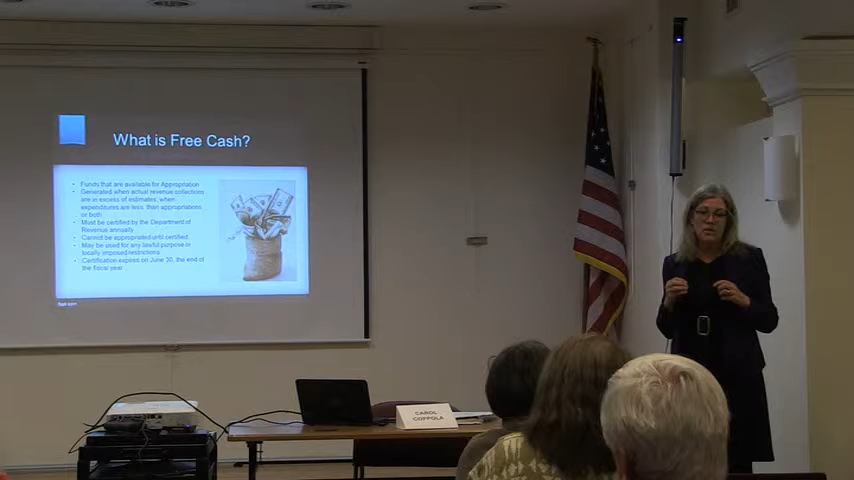 What is Free Cash?
• Funds that are available for Appropriation
• Generated when actual revenue collections
are in excess of estimates, when
expenditures are less than appropriations
or both
• Must be certified by the Department of
Revenue annually
• Cannot be appropriated until certified
• May be used for any lawful purpose in
locally imposed restrictions
• Certification expires on June 30, the end of
the fiscal year
CAROL
COPPOLA